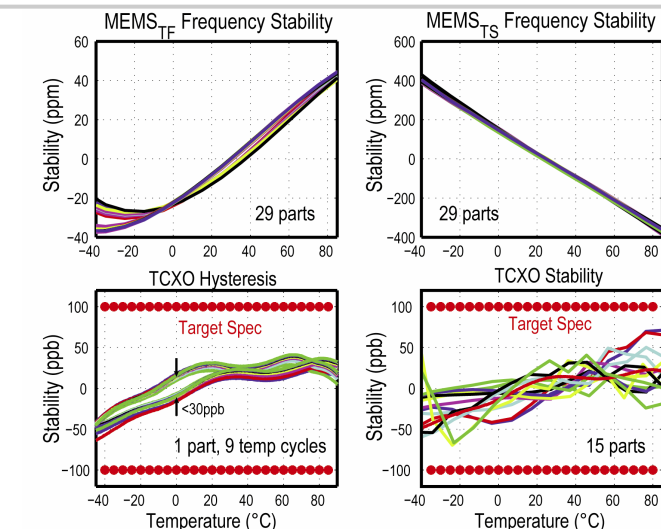 MEMS_TF Frequency Stability
Stability (ppm)
60
40
20
0
−20
−40
29 parts
−40 −20 0 20 40 60 80
MEMS_TS Frequency Stability
Stability (ppm)
600
400
200
0
−200
−400
29 parts
−40 −20 0 20 40 60 80
TCXO Hysteresis
Stability (ppb)
100
50
0
−50
−100
Target Spec
<30ppb
1 part, 9 temp cycles
−40 −20 0 20 40 60 80
Temperature (°C)
TCXO Stability
Stability (ppb)
100
50
0
−50
−100
Target Spec
15 parts
−40 −20 0 20 40 60 80
Temperature (°C)